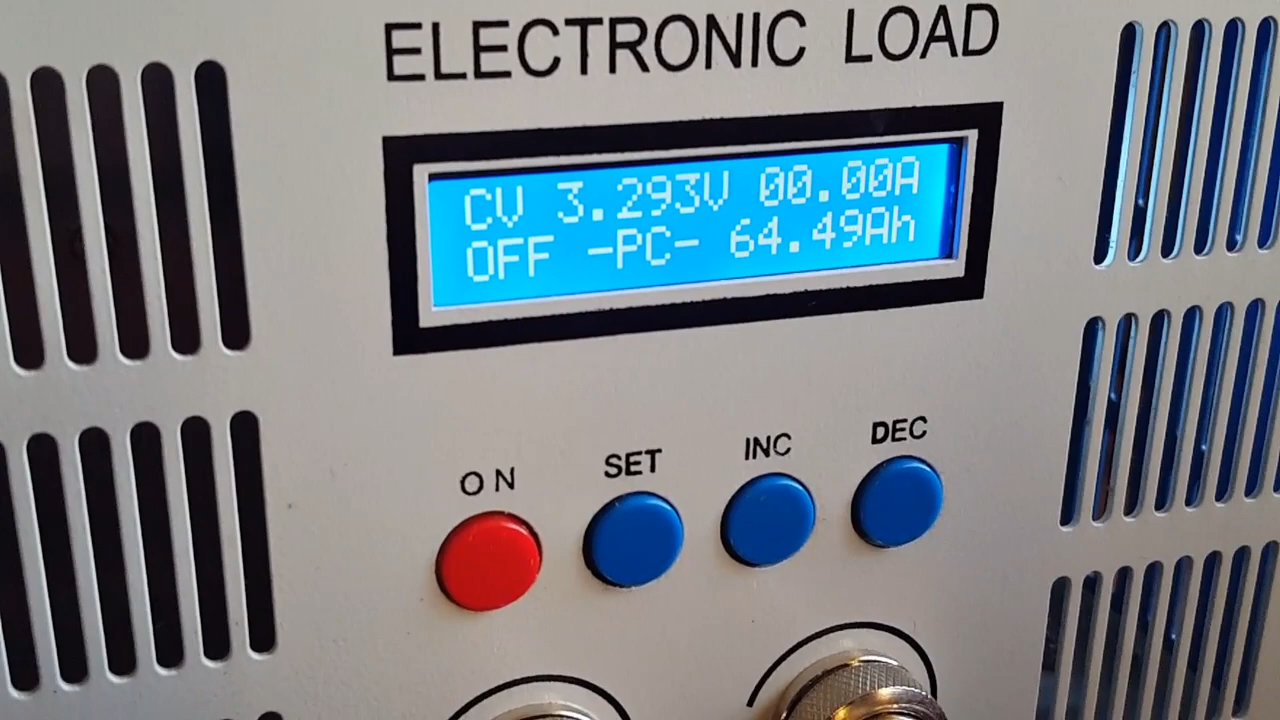 ELECTRONIC LOAD
CV 3.293V 00.00A
OFF -PC- 64.49Ah
ON SET INC DEC